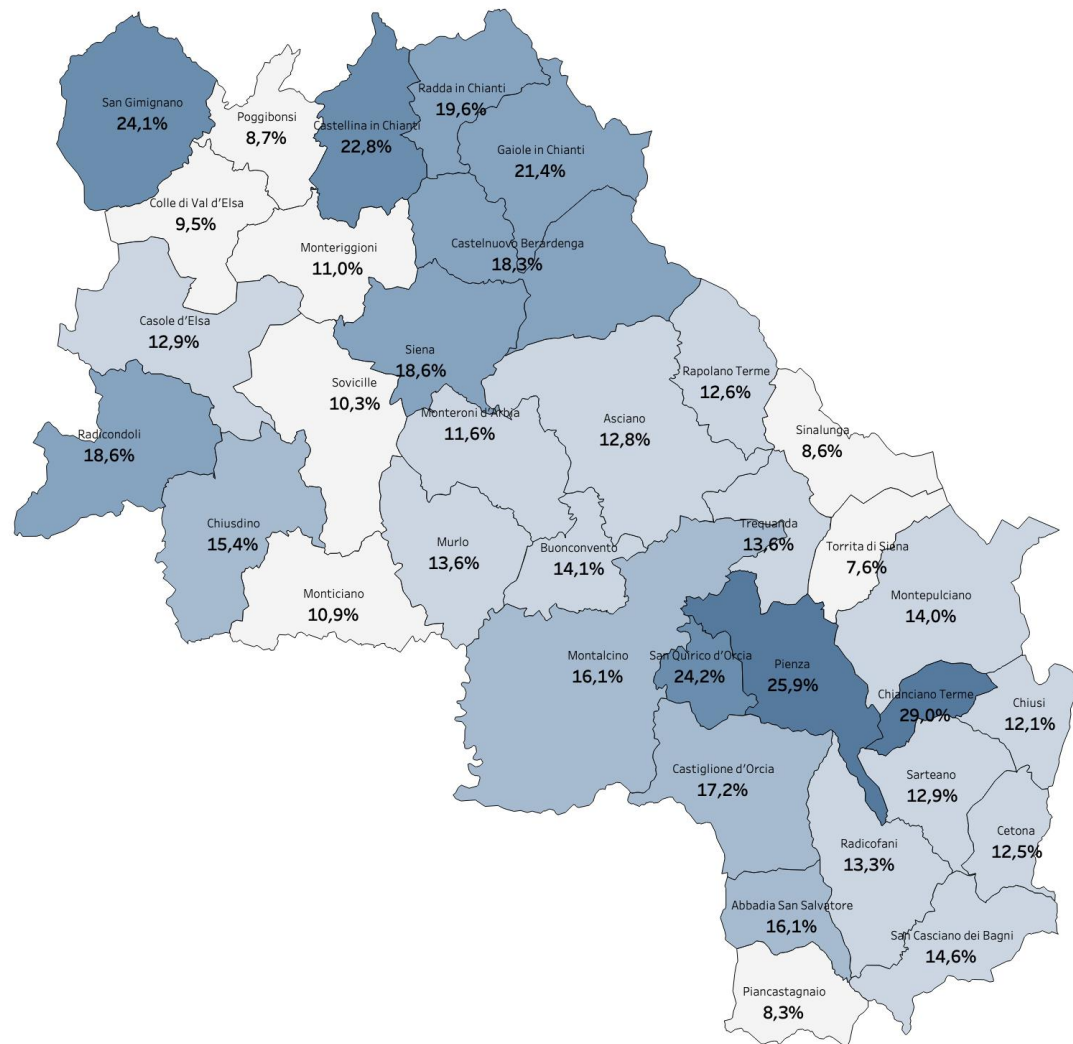 San Gimignano
24,1%
Poggibonsi
8,7%
Castellina in Chianti
22,8%
Radda in Chianti
19,6%
Gaiole in Chianti
21,4%
Colle di Val d'Elsa
9,5%
Monteriggioni
11,0%
Castelnuovo Berardenga
18,3%
Casole d'Elsa
12,9%
Siena
18,6%
Sovicille
10,3%
Rapolano Terme
12,6%
Monteroni d'Arbia
11,6%
Asciano
12,8%
Sinalunga
8,6%
Radicondoli
18,6%
Chiusdino
15,4%
Murlo
13,6%
Buonconvento
14,1%
Trequanda
13,6%
Torrita di Siena
7,6%
Monticiano
10,9%
Montepulciano
14,0%
Montalcino
16,1%
San Quirico d'Orcia
24,2%
Pienza
25,9%
Chianciano Terme
29,0%
Chiusi
12,1%
Castiglione d'Orcia
17,2%
Sarteano
12,9%
Cetona
12,5%
Radicofani
13,3%
Abbadia San Salvatore
16,1%
San Casciano dei Bagni
14,6%
Piancastagnaio
8,3%